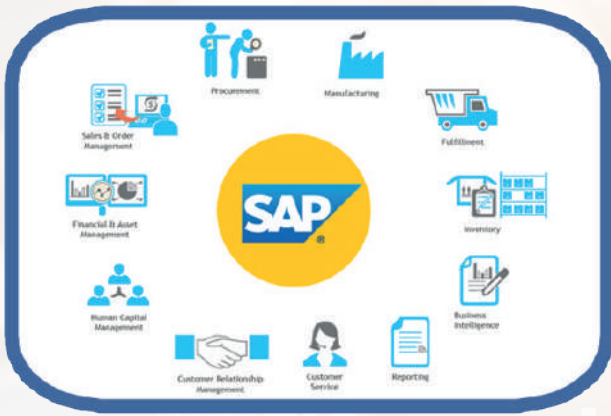 Procurement
Manufacturing
Sales & Order
Management
Fulfillment
SAP
®
Financial & Asset
Management
Inventory
Human Capital
Management
Business
Intelligence
Customer Relationship
Management
Customer
Service
Reporting